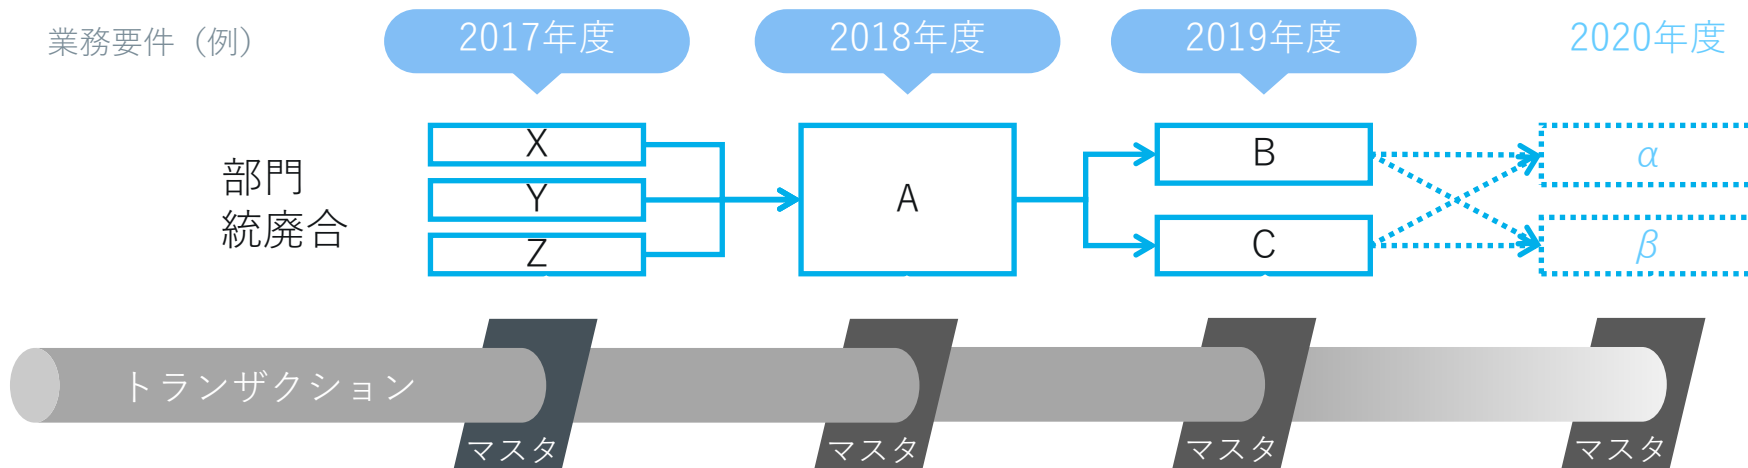 業務要件（例）
2017年度
2018年度
2019年度
2020年度
部門
統廃合
X
Y
Z
A
B
C
α
β
トランザクション
マスタ
マスタ
マスタ
マスタ